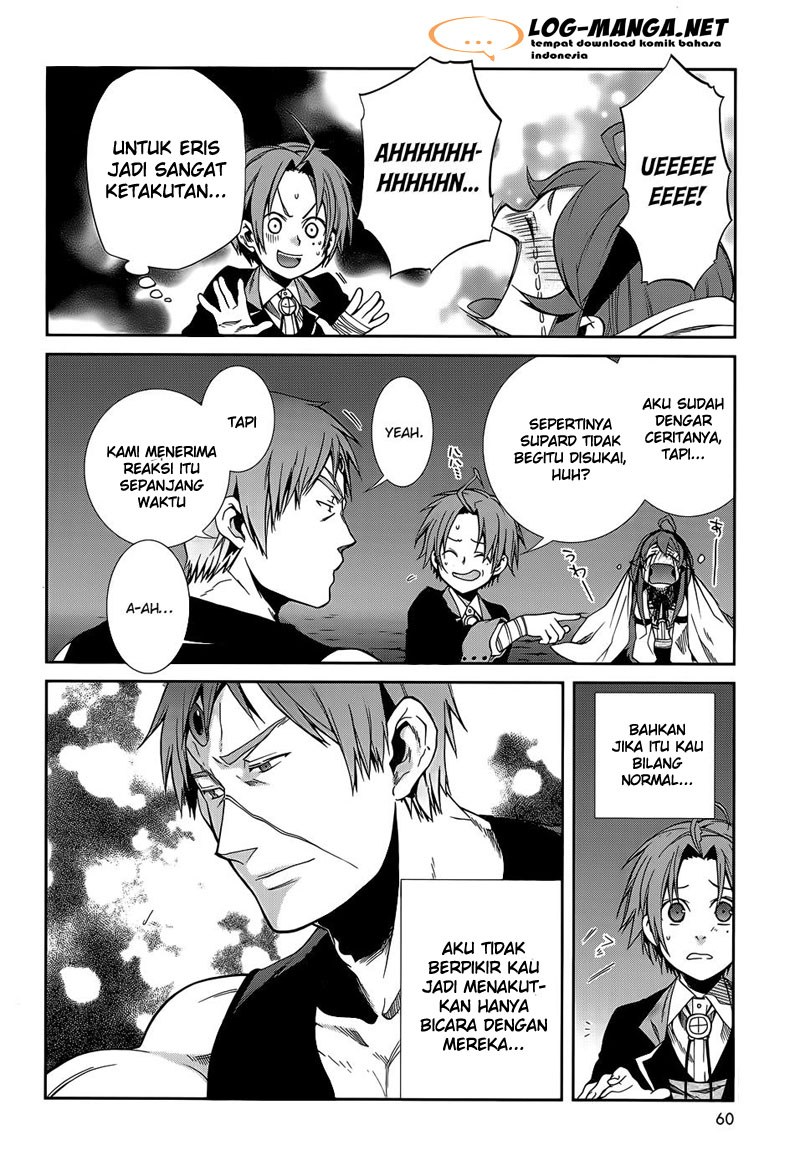 LOG-MANGA.NET
tempat download komik bahasa
indonesia
UEEEEE
EEEE!
AHHHHHH-
HHHHHN...
UNTUK ERIS
JADI SANGAT
KETAKUTAN...
AKU SUDAH
DENGAR
CERITANYA,
TAPI...
SEPERTINYA
SUPARD TIDAK
BEGITU DISUKAI,
HUH?
YEAH.
TAPI
KAMI MENERIMA
REAKSI ITU
SEPANJANG
WAKTU
A-AH...
BAHKAN
JIKA ITU KAU
BILANG
NORMAL...
AKU TIDAK
BERPIKIR KAU
JADI MENAKUT-
KAN HANYA
BICARA DENGAN
MEREKA...
60